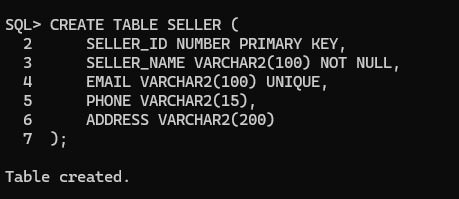 SQL> CREATE TABLE SELLER (
  2      SELLER_ID NUMBER PRIMARY KEY,
  3      SELLER_NAME VARCHAR2(100) NOT NULL,
  4      EMAIL VARCHAR2(100) UNIQUE,
  5      PHONE VARCHAR2(15),
  6      ADDRESS VARCHAR2(200)
  7  );
Table created.